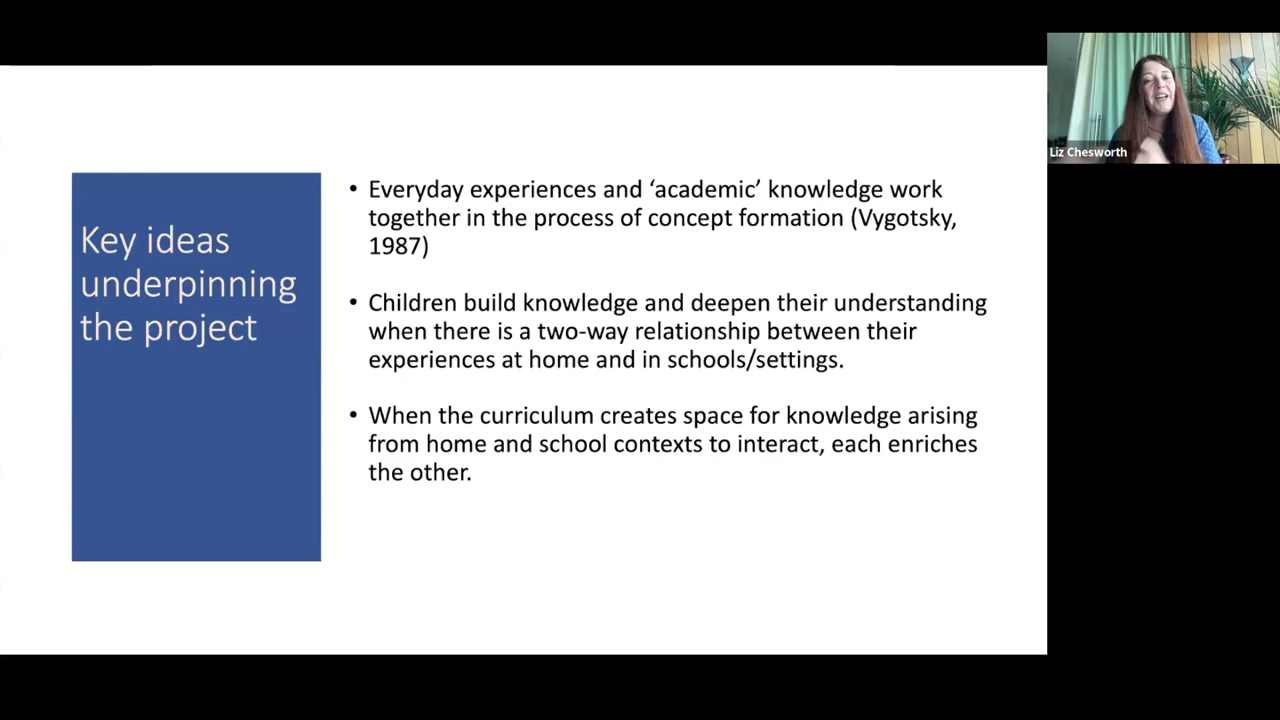 Key ideas
underpinning
the project
• Everyday experiences and ‘academic’ knowledge work
together in the process of concept formation (Vygotsky,
1987)
• Children build knowledge and deepen their understanding
when there is a two-way relationship between their
experiences at home and in schools/settings.
• When the curriculum creates space for knowledge arising
from home and school contexts to interact, each enriches
the other.
Liz Chesworth